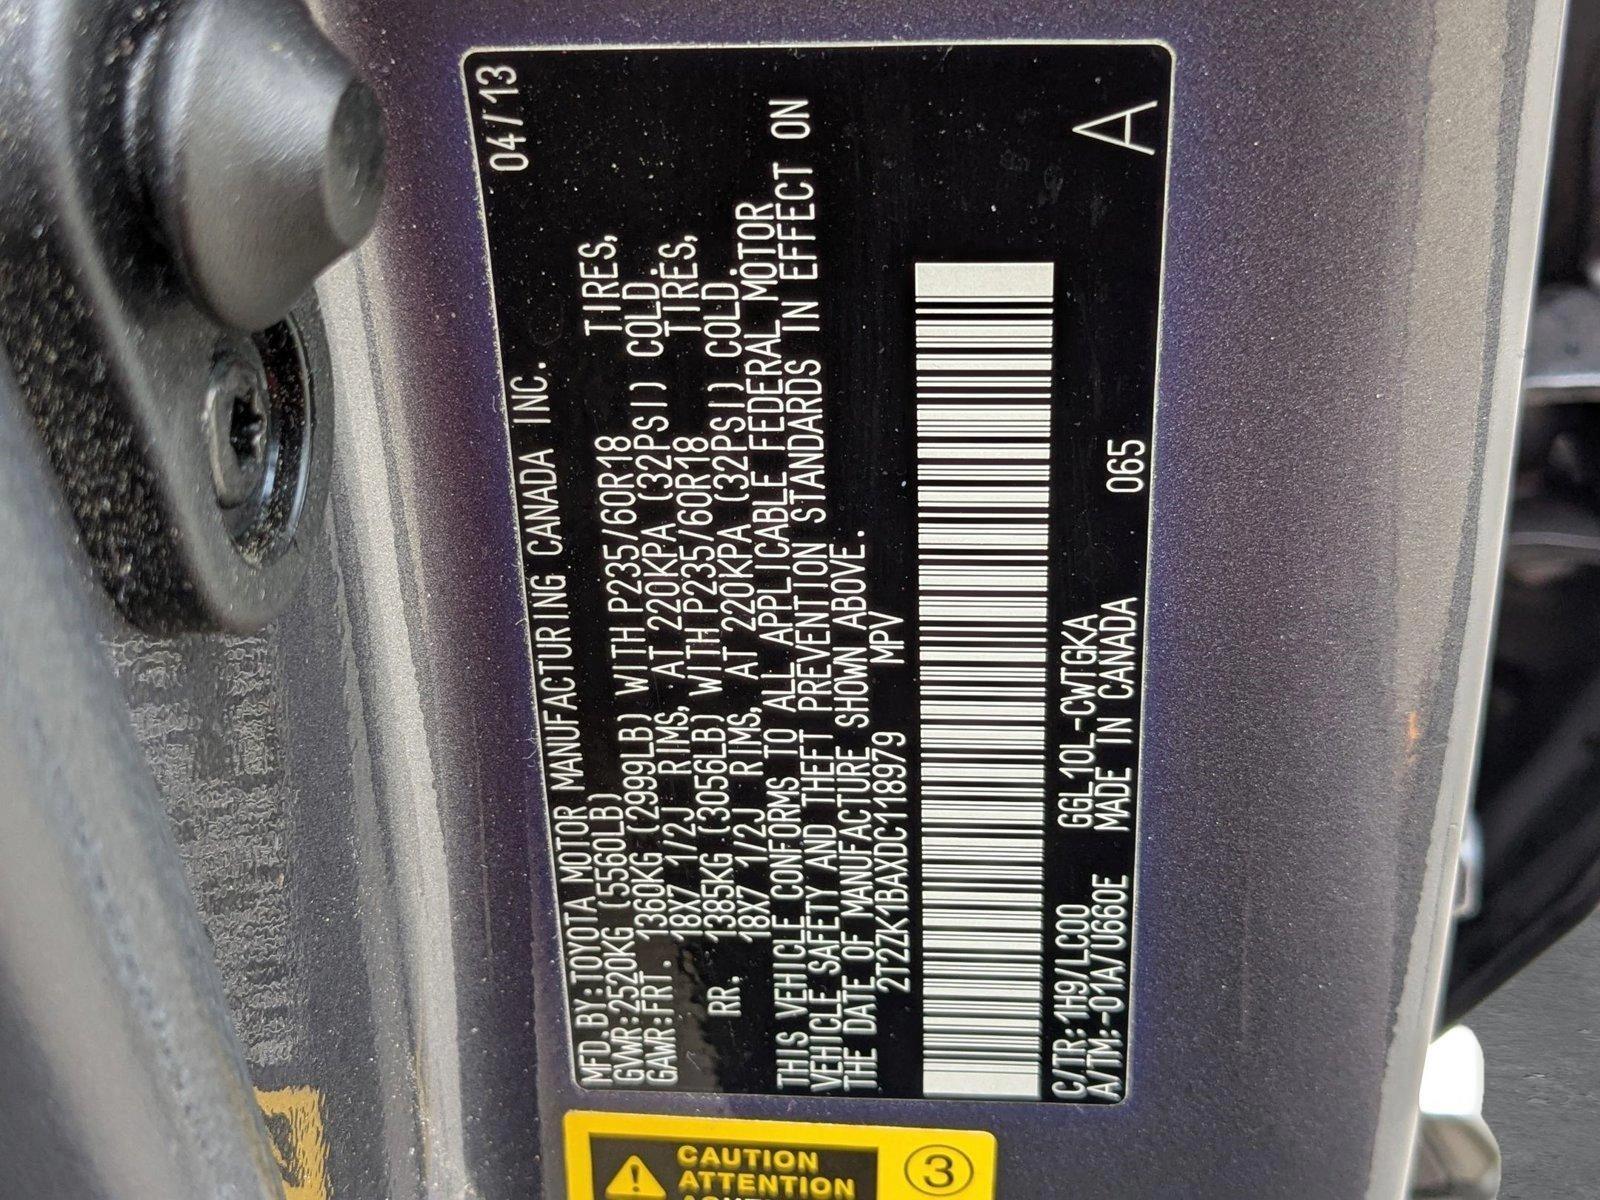 MFD.BY:TOYOTA MOTOR MANUFACTURING CANADA INC. 04/13
GVWR:2520KG (5560LB)
GAWR:FRT. 1360KG (2999LB) WITH P235/60R18 TIRES,
18X7 1/2J RIMS, AT 220KPA (32PSI) COLD.
RR. 1385KG (3056LB) WITH P235/60R18 TIRES,
18X7 1/2J RIMS, AT 220KPA (32PSI) COLD.
THIS VEHICLE CONFORMS TO ALL APPLICABLE FEDERAL MOTOR
VEHICLE SAFETY AND THEFT PREVENTION STANDARDS IN EFFECT ON
THE DATE OF MANUFACTURE SHOWN ABOVE.
2T2ZK1BAXDC118979 MPV
C/TR:1H9/LC00 GGL10L-CWTGKA
A/TM:-01A/U660E MADE IN CANADA 065 A
CAUTION
ATTENTION
3